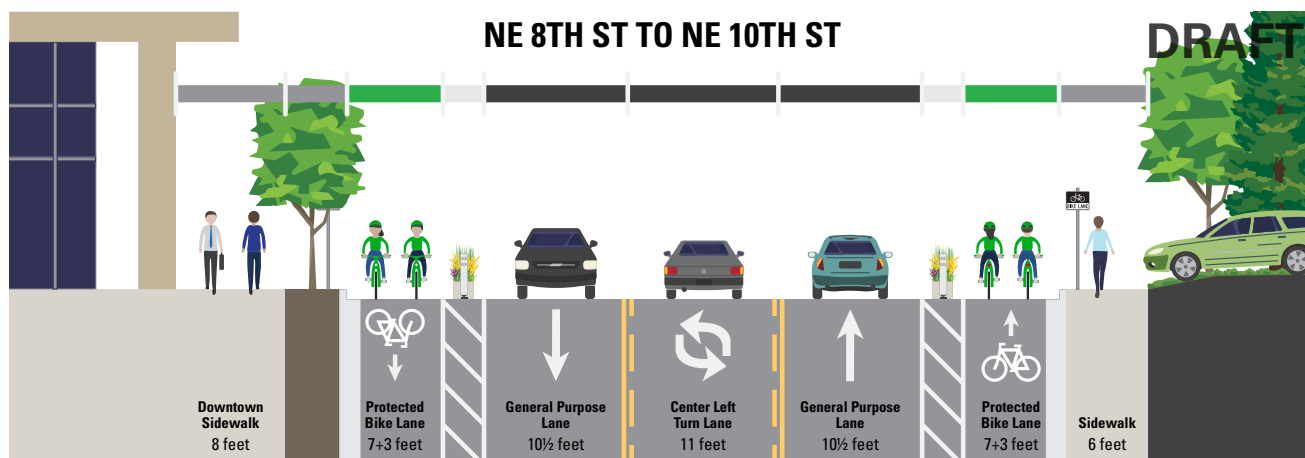 NE 8TH ST TO NE 10TH ST
DRAFT
BIKE LANE
Downtown
Sidewalk
8 feet
Protected
Bike Lane
7+3 feet
General Purpose
Lane
10½ feet
Center Left
Turn Lane
11 feet
General Purpose
Lane
10½ feet
Protected
Bike Lane
7+3 feet
Sidewalk
6 feet